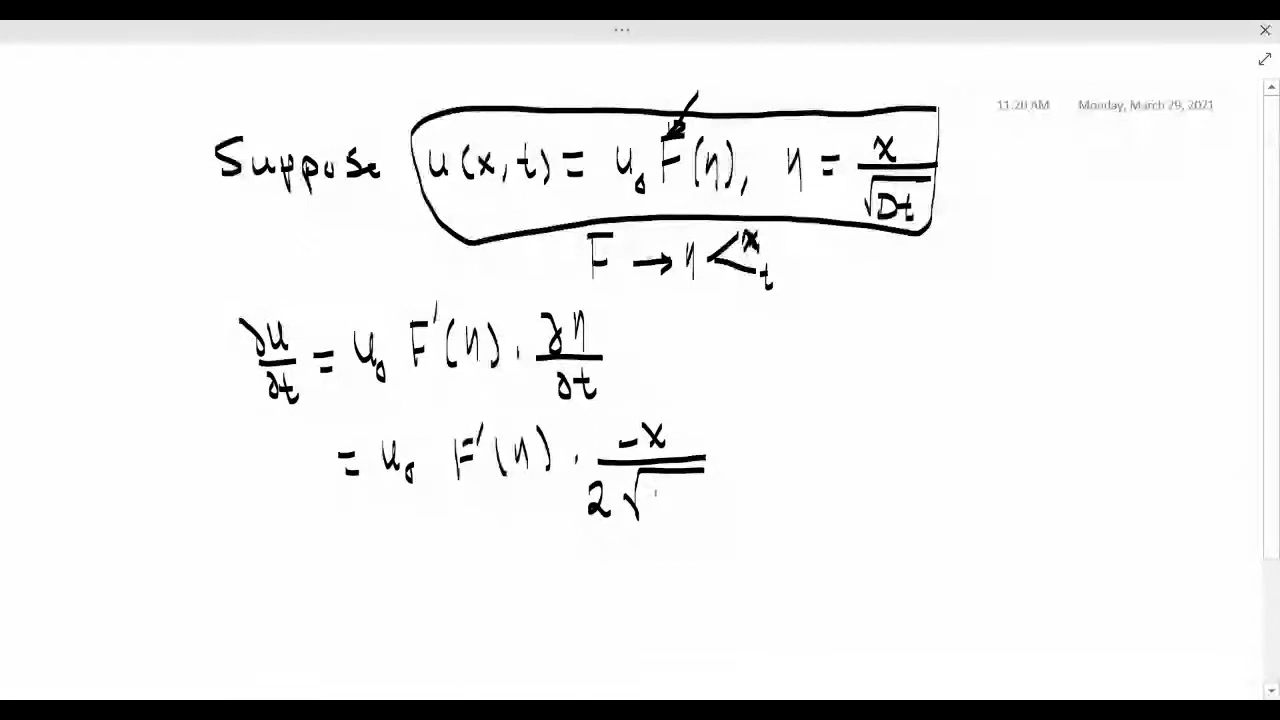 11:20 AM Monday, March 29, 2021
Suppose u(x,t) = u₀ F(η), η = x/√Dt
F → η < x t
∂u/∂t = u₀ F′(η) · ∂η/∂t
= u₀ F′(η) · -x/2√